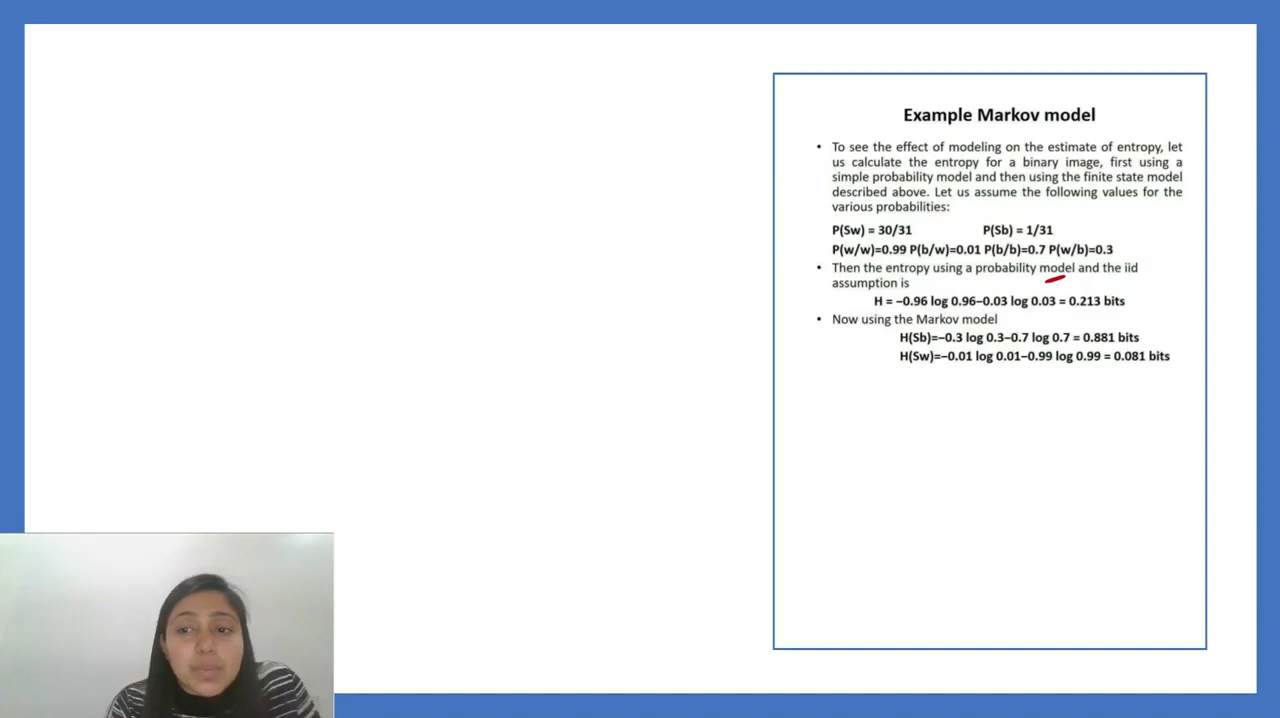 Example Markov model
• To see the effect of modeling on the estimate of entropy, let
us calculate the entropy for a binary image, first using a
simple probability model and then using the finite state model
described above. Let us assume the following values for the
various probabilities:
P(Sw) = 30/31 P(Sb) = 1/31
P(w/w)=0.99 P(b/w)=0.01 P(b/b)=0.7 P(w/b)=0.3
• Then the entropy using a probability model and the iid
assumption is
H = −0.96 log 0.96−0.03 log 0.03 = 0.213 bits
• Now using the Markov model
H(Sb)=−0.3 log 0.3−0.7 log 0.7 = 0.881 bits
H(Sw)=−0.01 log 0.01−0.99 log 0.99 = 0.081 bits